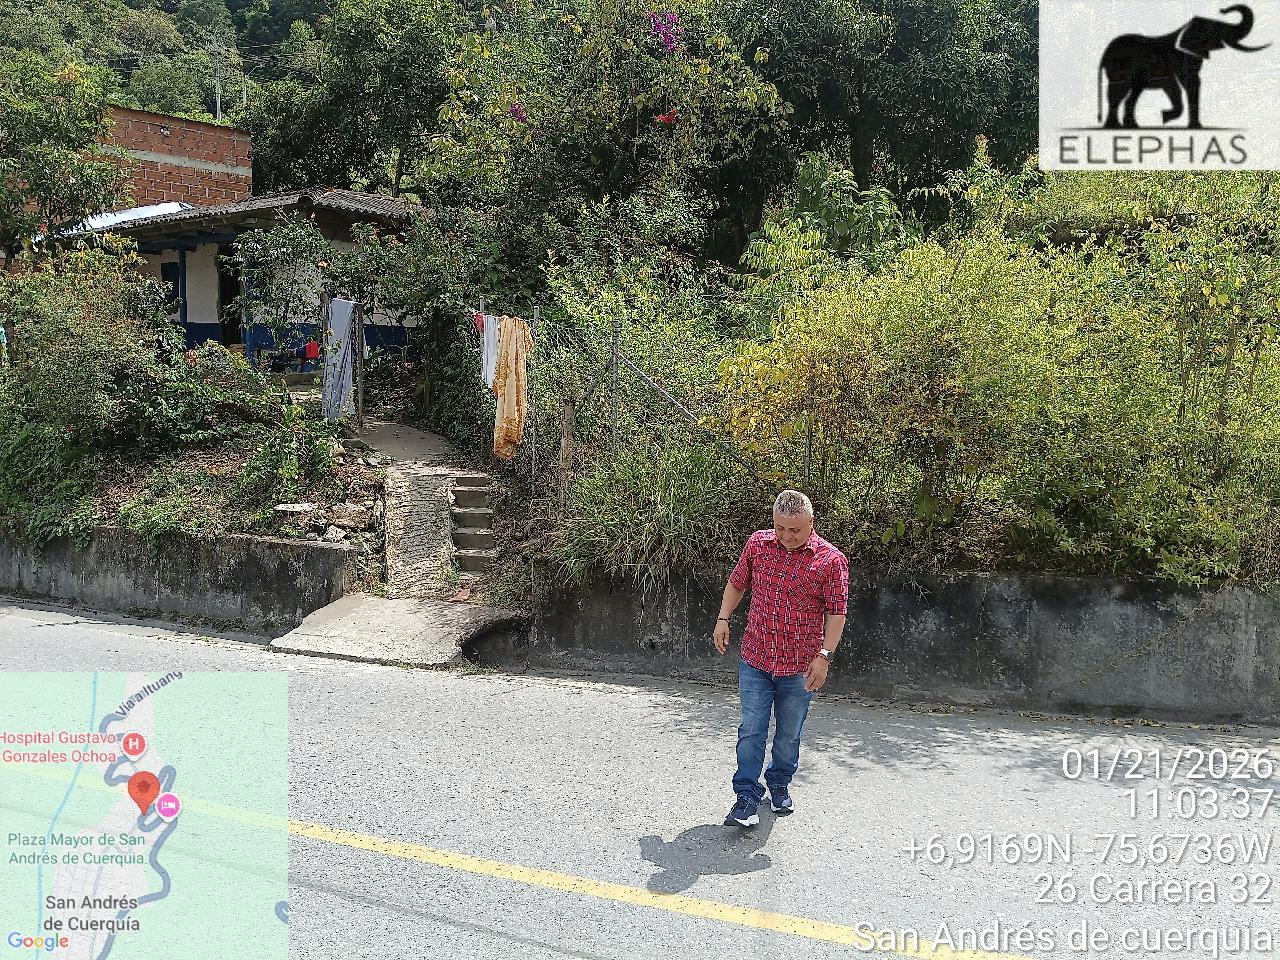 ELEPHAS
Vía a Ituang
Hospital Gustavo
Gonzales Ochoa
H
Plaza Mayor de San
Andrés de Cuerquia
San Andrés
de Cuerquía
Google
01/21/2026
11:03:37
+6,9169N -75,6736W
26 Carrera 32
San Andrés de cuerquia